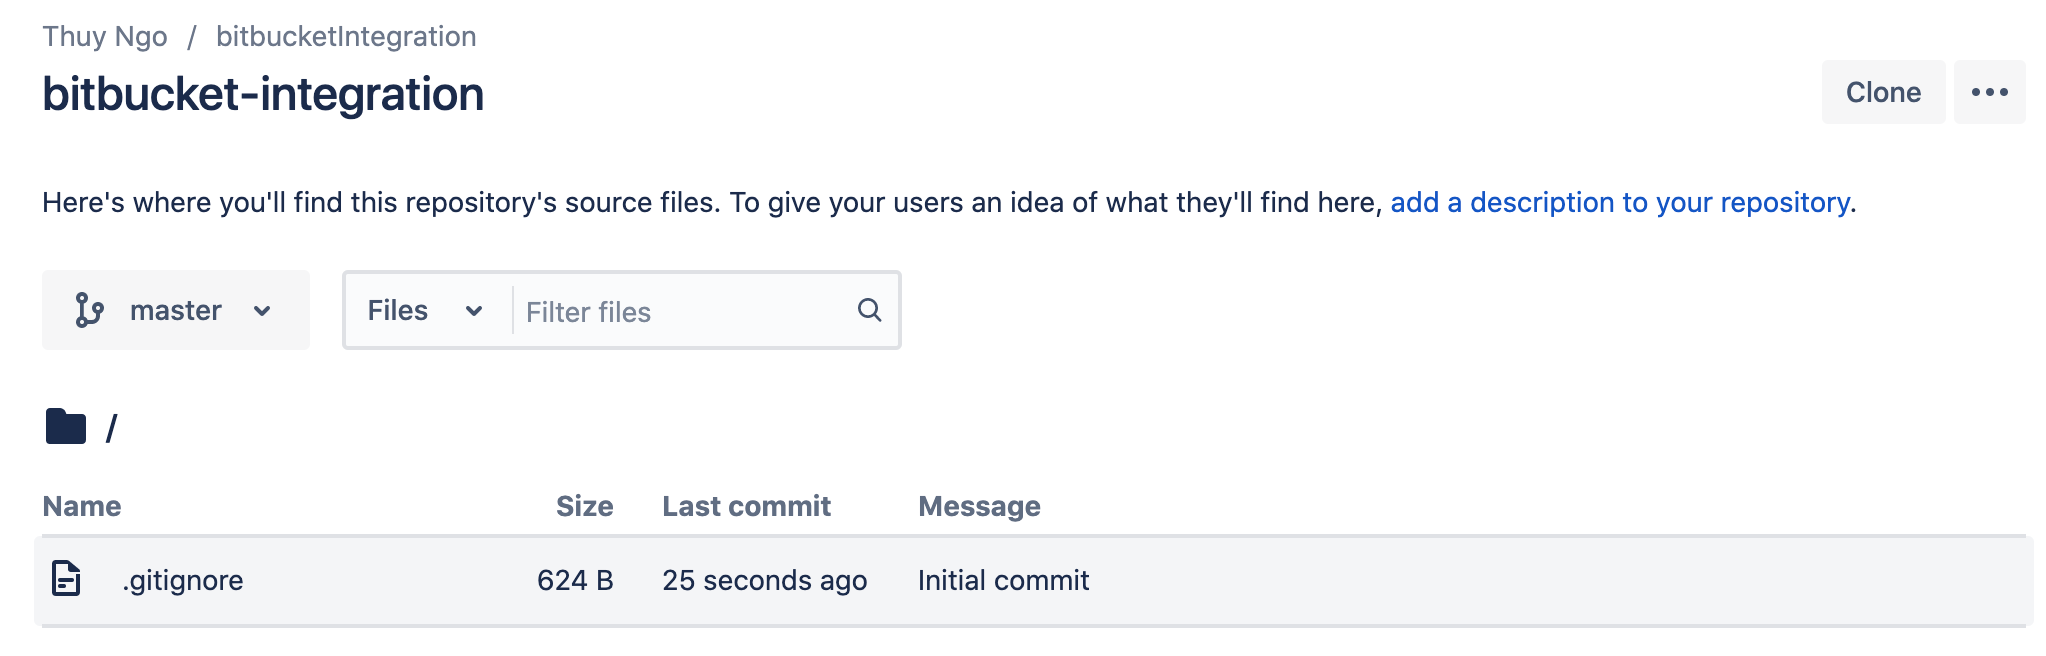 Thuy Ngo / bitbucketIntegration
bitbucket-integration
Clone
Here's where you'll find this repository's source files. To give your users an idea of what they'll find here, add a description to your repository.
master Files Filter files
/
Name Size Last commit Message
.gitignore 624 B 25 seconds ago Initial commit